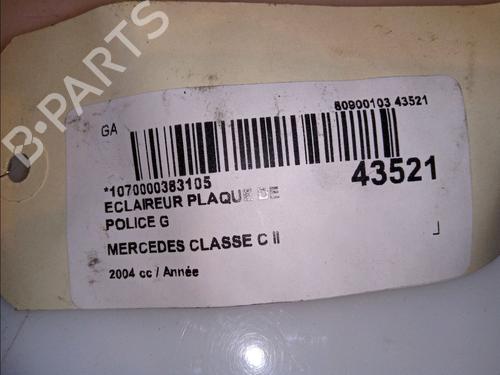 B-PARTS
GA
80900103 43521
*1070000383105
43521
ECLAIREUR PLAQUE DE
POLICE G
MERCEDES CLASSE C II
2004 cc / Année